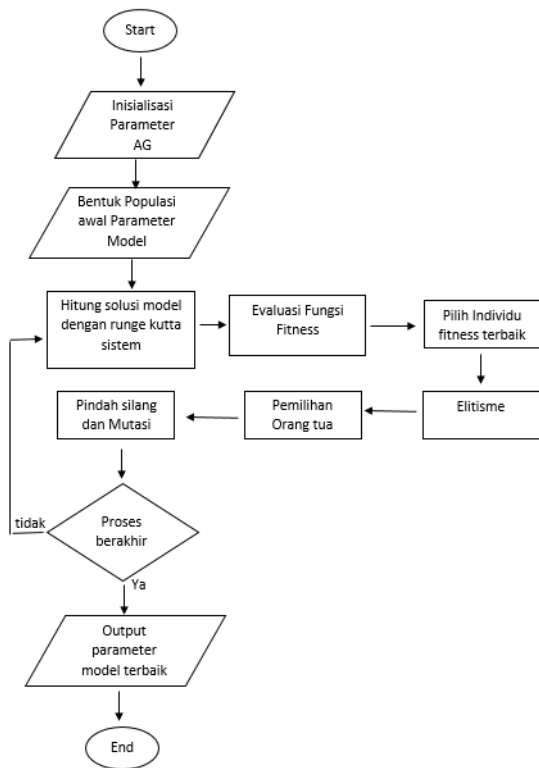 Start
Inisialisasi
Parameter
AG
Bentuk Populasi
awal Parameter
Model
Hitung solusi model
dengan runge kutta
sistem
Evaluasi Fungsi
Fitness
Pilih Individu
fitness terbaik
Elitisme
Pemilihan
Orang tua
Pindah silang
dan Mutasi
Proses
berakhir
tidak
Ya
Output
parameter
model terbaik
End